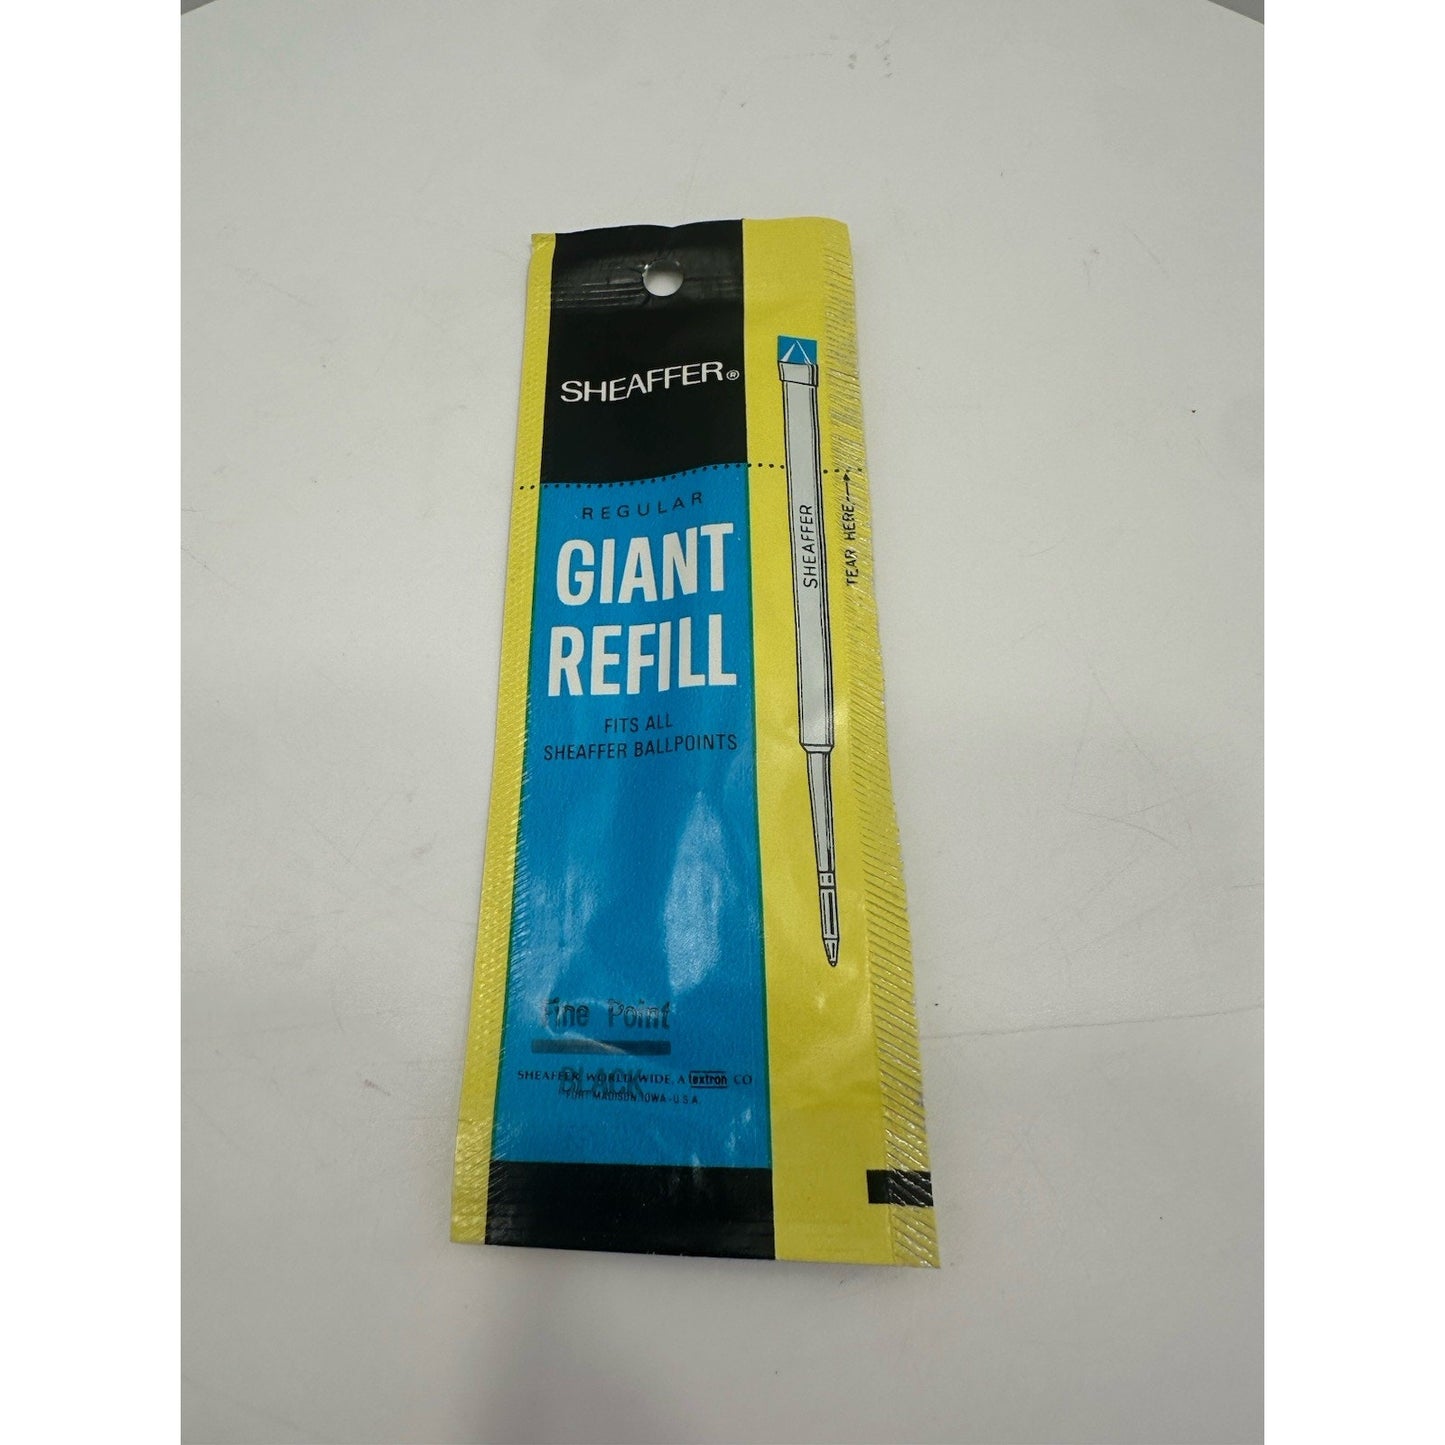 SHEAFFER®
REGULAR
GIANT
REFILL
FITS ALL
SHEAFFER BALLPOINTS
Fine Point
BLACK
SHEAFFER WORLD-WIDE, A textron CO
FORT MADISON, IOWA - U.S.A.
SHEAFFER
TEAR HERE